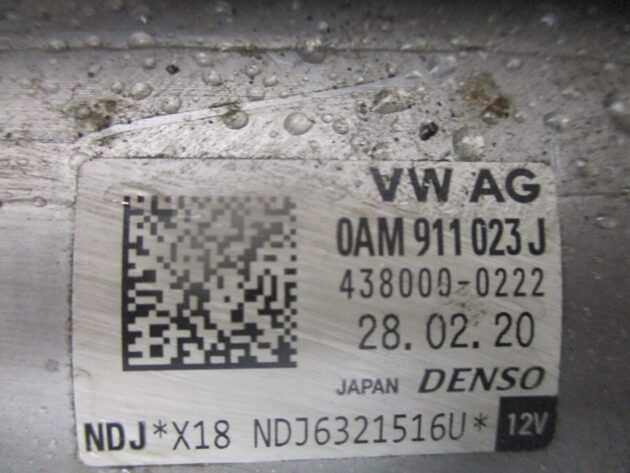 VW AG
0AM 911 023 J
438000-0222
28.02.20
JAPAN DENSO
NDJ*X18 NDJ6321516U* 12V